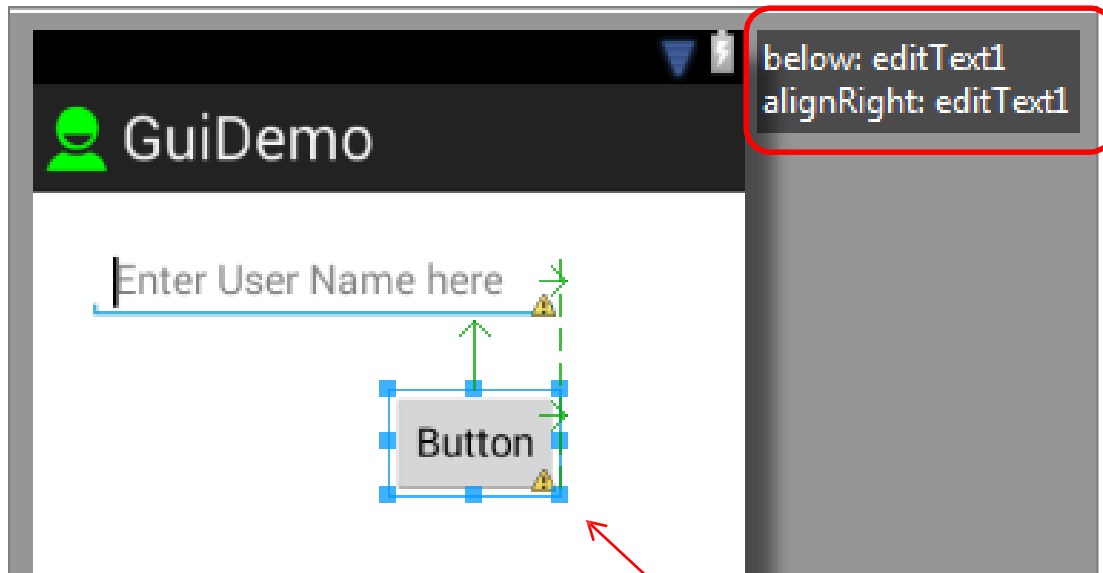 below: editText1
alignRight: editText1
GuiDemo
Enter User Name here
Button